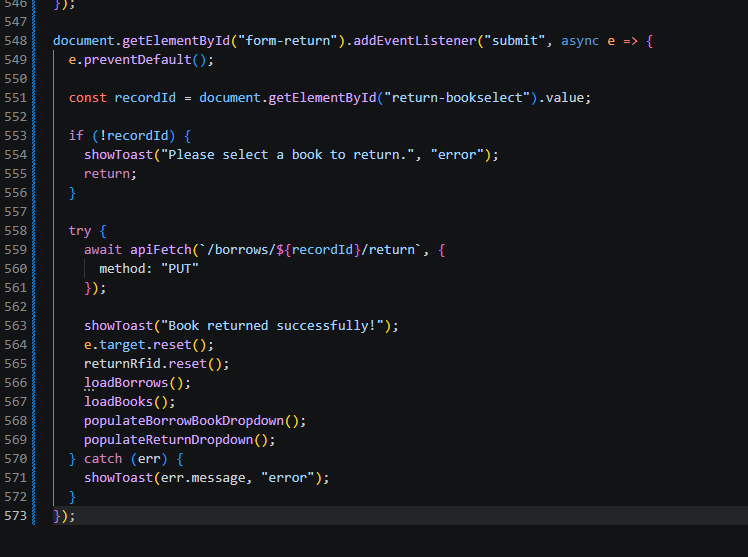 546 });
547
548 document.getElementById("form-return").addEventListener("submit", async e => {
549   e.preventDefault();
550
551   const recordId = document.getElementById("return-bookselect").value;
552
553   if (!recordId) {
554     showToast("Please select a book to return.", "error");
555     return;
556   }
557
558   try {
559     await apiFetch(`/borrows/${recordId}/return`, {
560       method: "PUT"
561     });
562
563     showToast("Book returned successfully!");
564     e.target.reset();
565     returnRfid.reset();
566     loadBorrows();
567     loadBooks();
568     populateBorrowBookDropdown();
569     populateReturnDropdown();
570   } catch (err) {
571     showToast(err.message, "error");
572   }
573 });